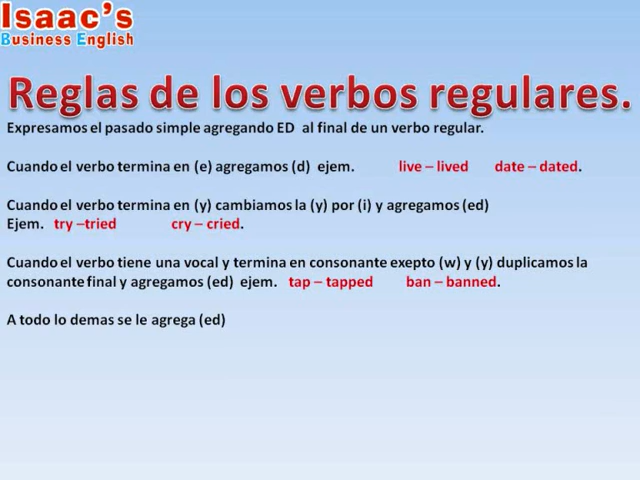 Isaac's
Business English
Reglas de los verbos regulares.
Expresamos el pasado simple agregando ED al final de un verbo regular.
Cuando el verbo termina en (e) agregamos (d) ejem. live – lived date – dated.
Cuando el verbo termina en (y) cambiamos la (y) por (i) y agregamos (ed)
Ejem. try –tried cry – cried.
Cuando el verbo tiene una vocal y termina en consonante exepto (w) y (y) duplicamos la
consonante final y agregamos (ed) ejem. tap – tapped ban – banned.
A todo lo demas se le agrega (ed)